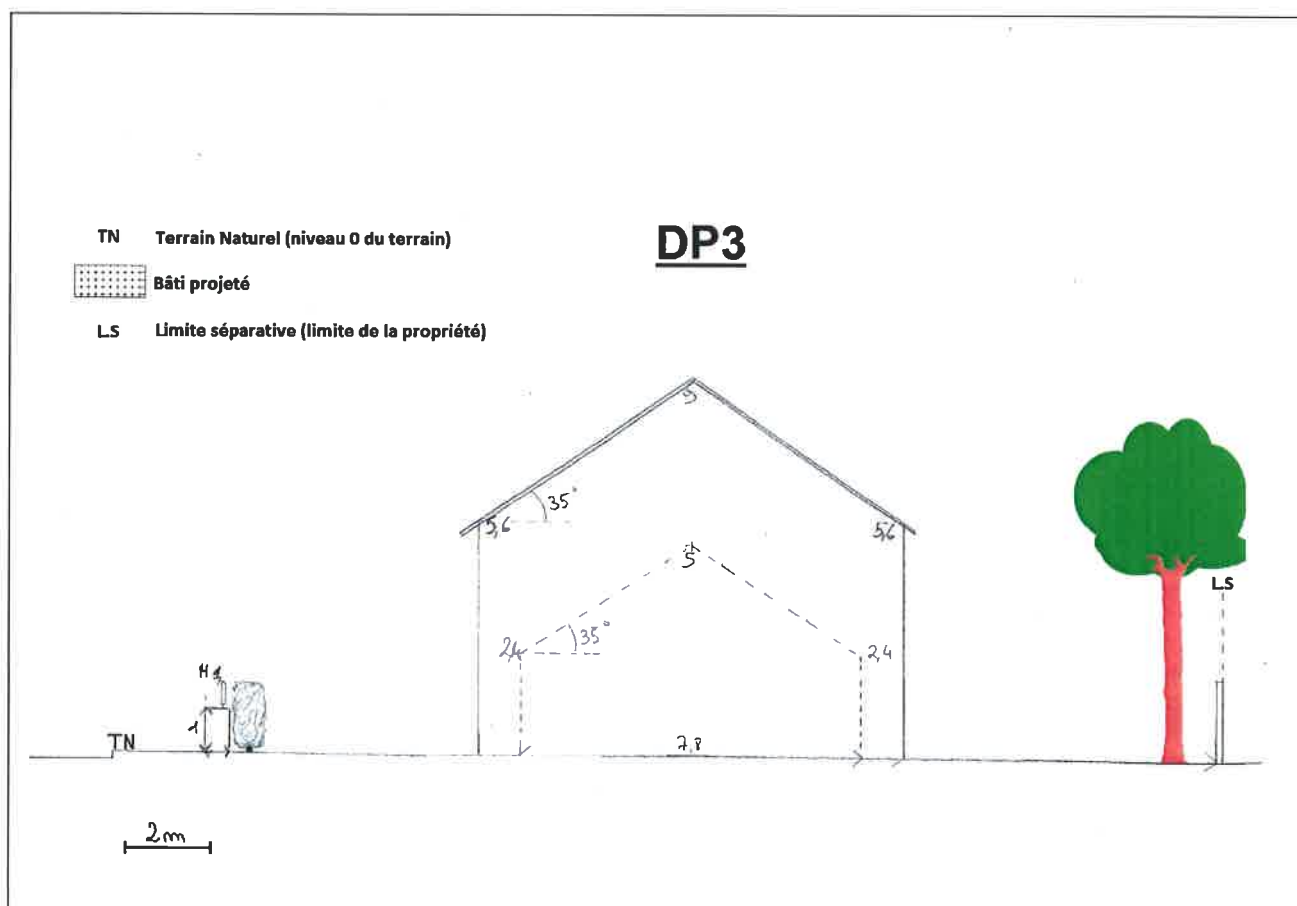 DP3
TN Terrain Naturel (niveau 0 du terrain)
Bâti projeté
LS Limite séparative (limite de la propriété)
9
35°
5,6
5,6
5
35°
2,4
2,4
LS
1
TN
7,8
2m